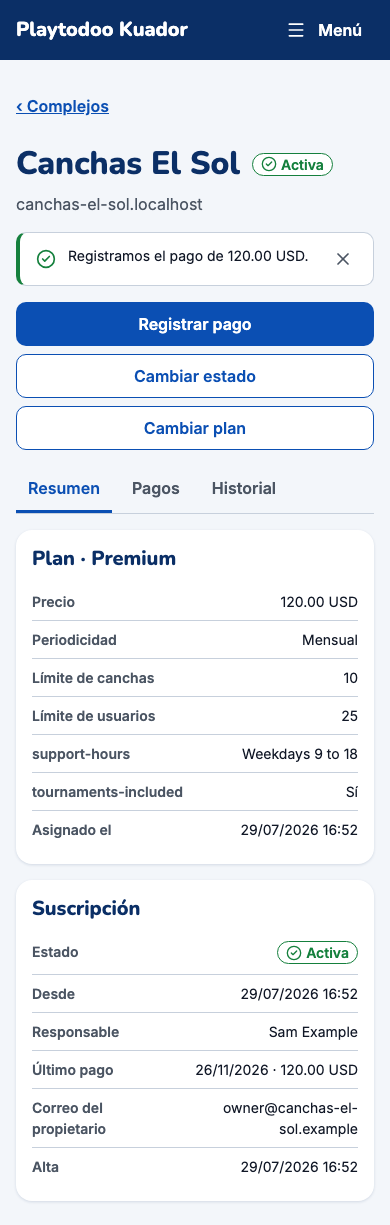 Playtodoo Kuador
Menú
‹ Complejos
Canchas El Sol
Activa
canchas-el-sol.localhost
Registramos el pago de 120.00 USD.
Registrar pago
Cambiar estado
Cambiar plan
Resumen Pagos Historial
Plan · Premium
Precio 120.00 USD
Periodicidad Mensual
Límite de canchas 10
Límite de usuarios 25
support-hours Weekdays 9 to 18
tournaments-included Sí
Asignado el 29/07/2026 16:52
Suscripción
Estado Activa
Desde 29/07/2026 16:52
Responsable Sam Example
Último pago 26/11/2026 · 120.00 USD
Correo del propietario owner@canchas-el-sol.example
Alta 29/07/2026 16:52